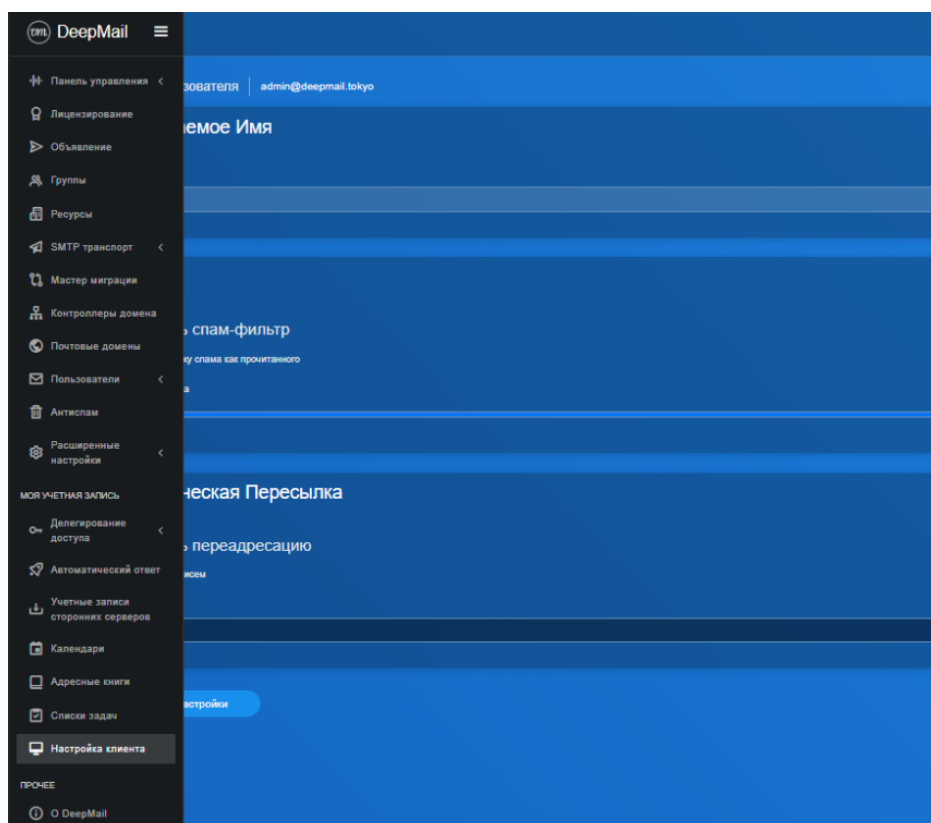 DM DeepMail
Панель управления
Лицензирование
Объявление
Группы
Ресурсы
SMTP транспорт
Мастер миграции
Контроллеры домена
Почтовые домены
Пользователи
Антиспам
Расширенные
настройки
МОЯ УЧЕТНАЯ ЗАПИСЬ
Делегирование
доступа
Автоматический ответ
Учетные записи
сторонних серверов
Календари
Адресные книги
Списки задач
Настройка клиента
ПРОЧЕЕ
О DeepMail
зователя admin@deepmail.tokyo
емое Имя
ь спам-фильтр
ку спама как прочитанного
а
ческая Пересылка
ь переадресацию
исем
астройки